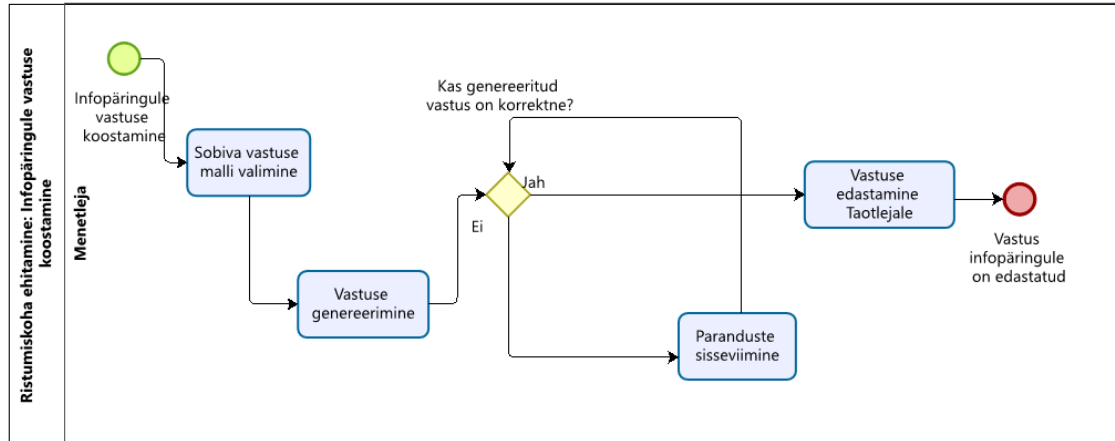 Ristumiskoha ehitamine: Infopäringule vastuse
koostamine
Menetleja
Infopäringule
vastuse
koostamine
Sobiva vastuse
malli valimine
Vastuse
genereerimine
Kas genereeritud
vastus on korrektne?
Jah
Ei
Paranduste
sisseviimine
Vastuse
edastamine
Taotlejale
Vastus
infopäringule
on edastatud